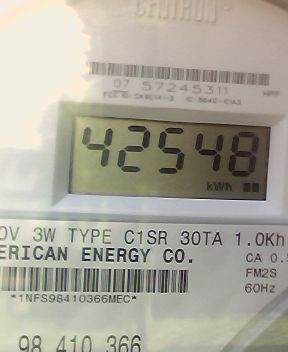 CENTRON®
07 57245311
42548
kWh
0V 3W TYPE C1SR 30TA 1.0Kh
ERICAN ENERGY CO.
CA 0.5
FM2S
60Hz
*1NFS98410366MEC*
98 410 366